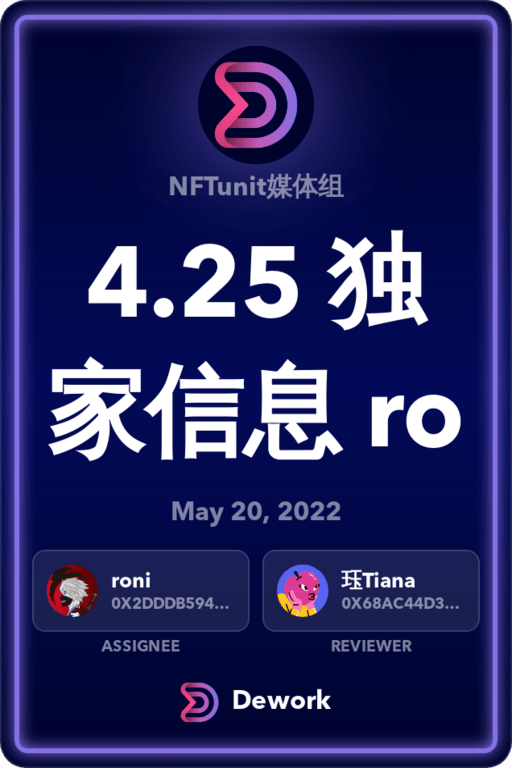 NFTunit媒体组
4.25 独
家信息 ro
May 20, 2022
roni
0X2DDDB594...
珏Tiana
0X68AC44D3...
ASSIGNEE
REVIEWER
Dework